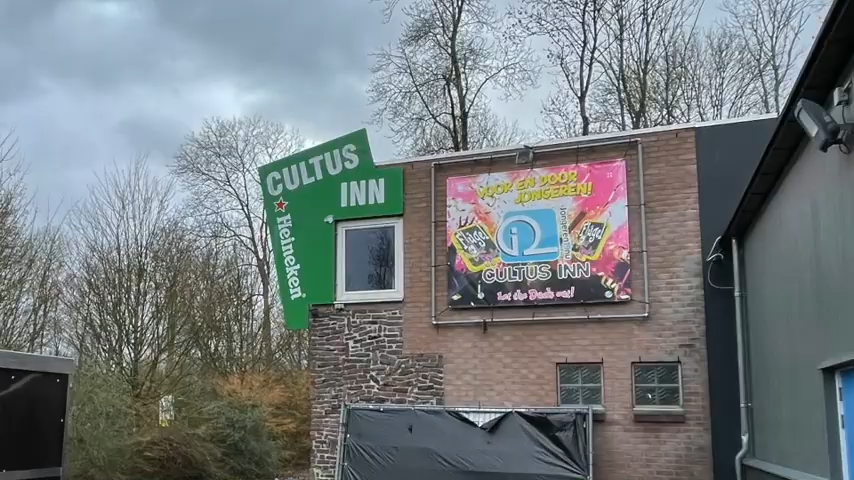 CULTUS
INN
Heineken
VOOR EN DOOR
JONGEREN!
CULTUS INN
Let the Beats out!